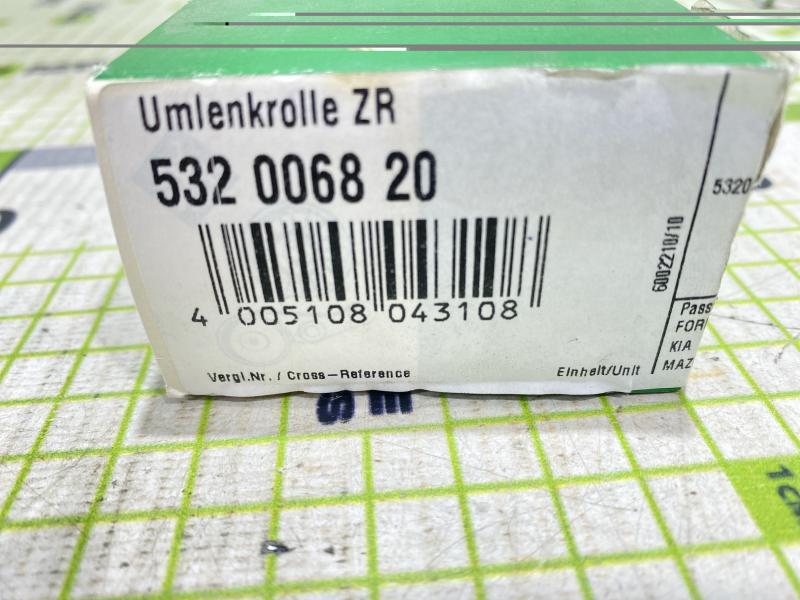 Umlenkrolle ZR
532 0068 20
4 005108 043108
Vergl.Nr. / Cross-Reference
Einheit/Unit
6002210/10
5320
Pass
FOR
KIA
MAZ
1cm